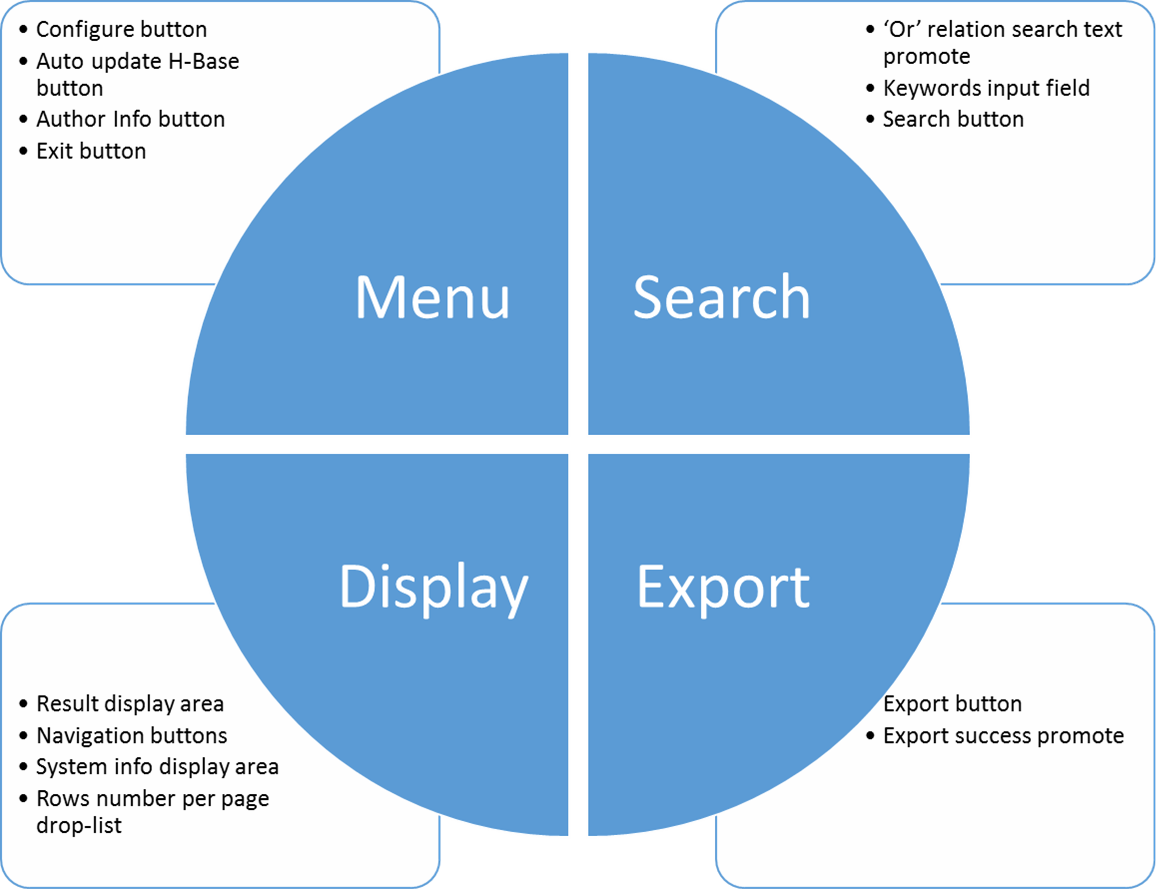 • Configure button
• Auto update H-Base
button
• Author Info button
• Exit button
• ‘Or’ relation search text
promote
• Keywords input field
• Search button
Menu
Search
Display
Export
• Result display area
• Navigation buttons
• System info display area
• Rows number per page
drop-list
Export button
• Export success promote